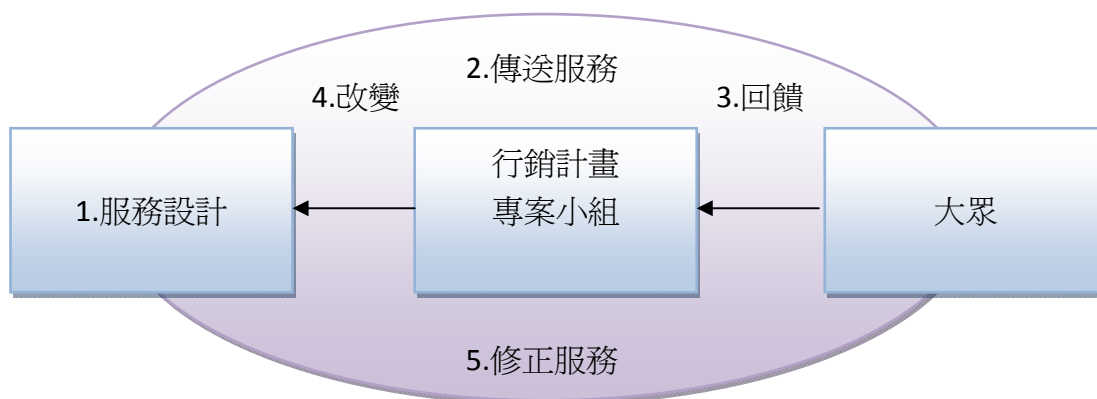 2.傳送服務
4.改變
3.回饋
1.服務設計
行銷計畫
專案小組
大眾
5.修正服務